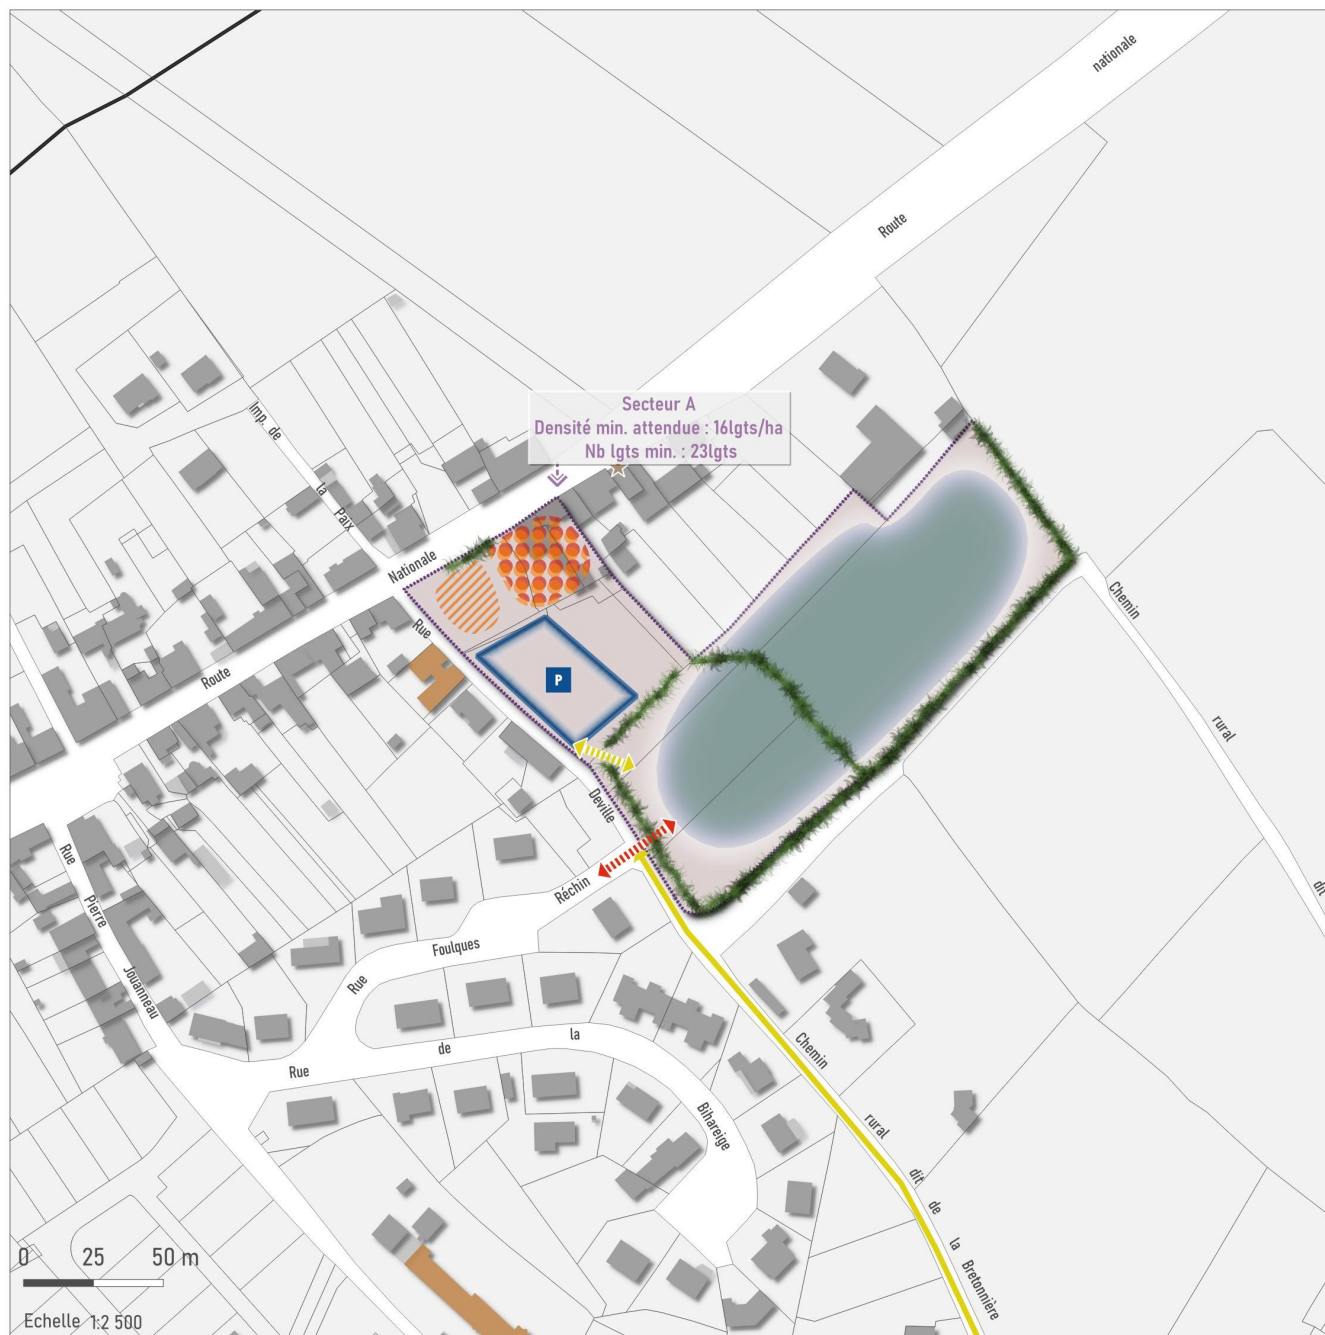 nationale
Route
Secteur A
Densité min. attendue : 16lgts/ha
Nb lgts min. : 23lgts
Imp. de
la
Paix
Nationale
Route
Rue
P
Deville
Chemin
rural
dit
Rue
Pierre
Jouanneau
Réchin
Foulques
Rue
Rue
de
la
Bihareige
Chemin
rural
dit
de
la
Bretonnière
0 25 50 m
Echelle 1:2 500